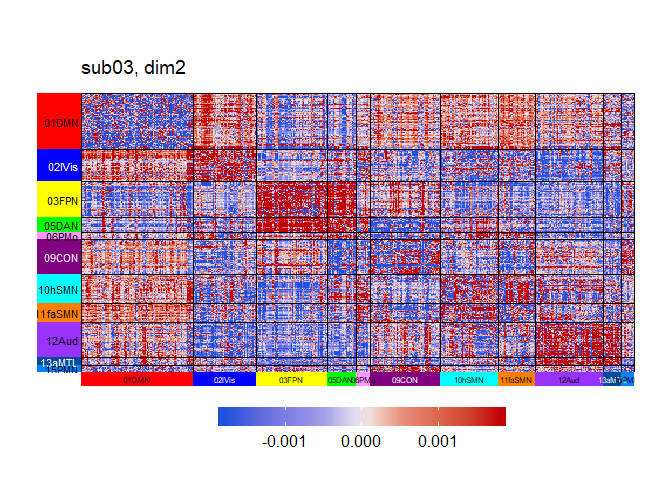 sub03, dim2
01DMN
02lVis
03FPN
05DAN
06PMo
09CON
10hSMN
11faSMN
12Aud
13aMTL
01DMN 02lVis 03FPN 05DAN 09CON 10hSMN 11faSMN 12Aud
-0.001 0.000 0.001